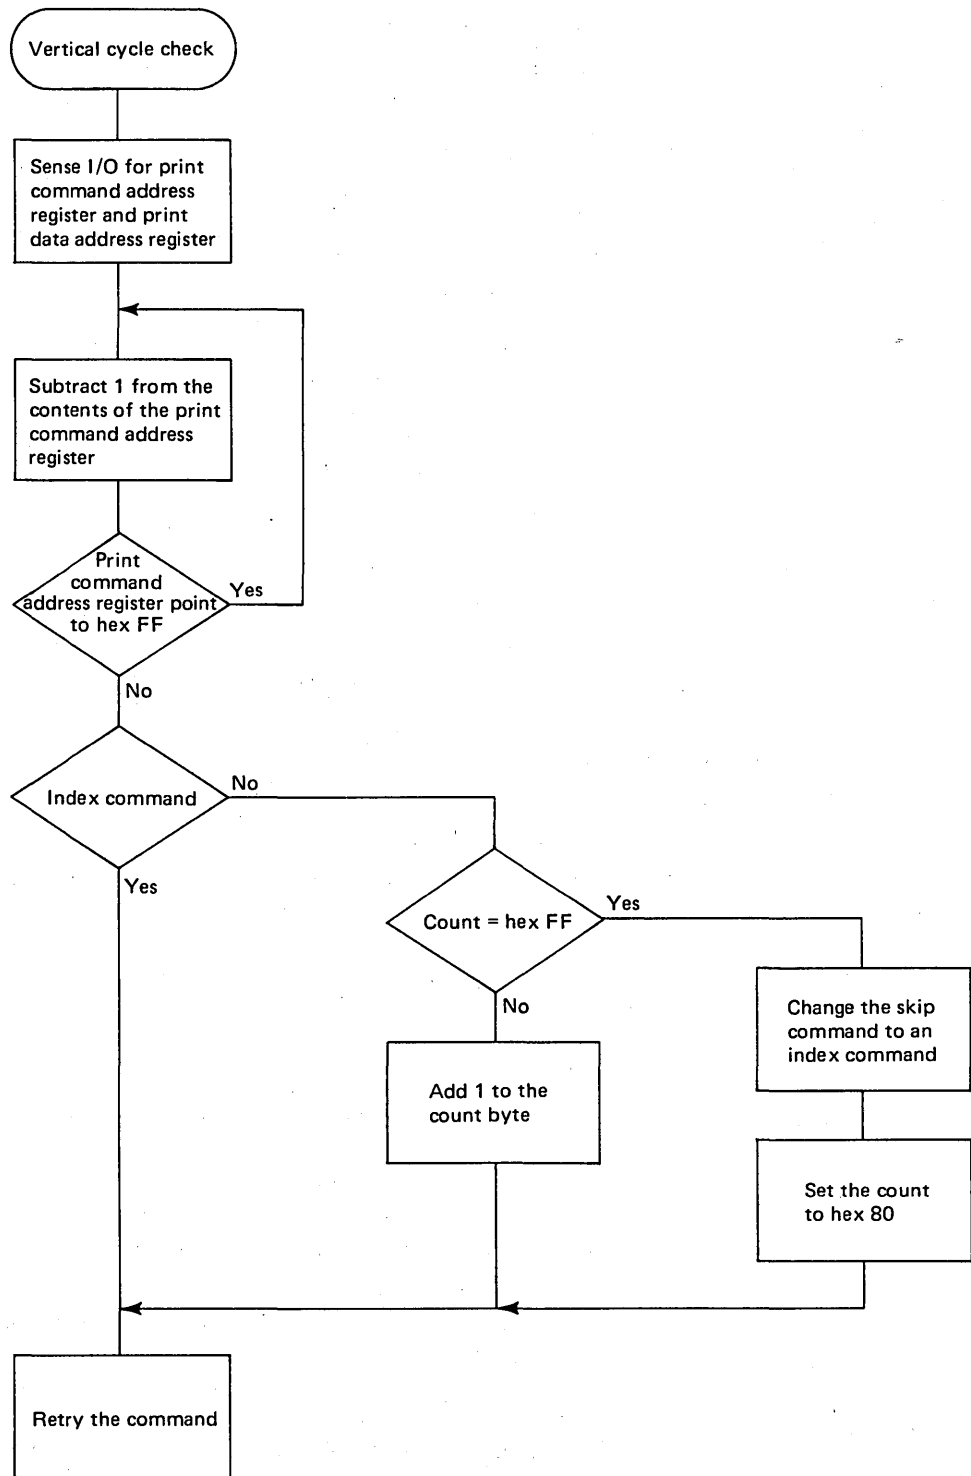 Vertical cycle check
Sense I/O for print
command address
register and print
data address register
Subtract 1 from the
contents of the print
command address
register
Print
command
address register point
to hex FF
Yes
No
Index command
No
Yes
Count = hex FF
Yes
No
Change the skip
command to an
index command
Add 1 to the
count byte
Set the count
to hex 80
Retry the command